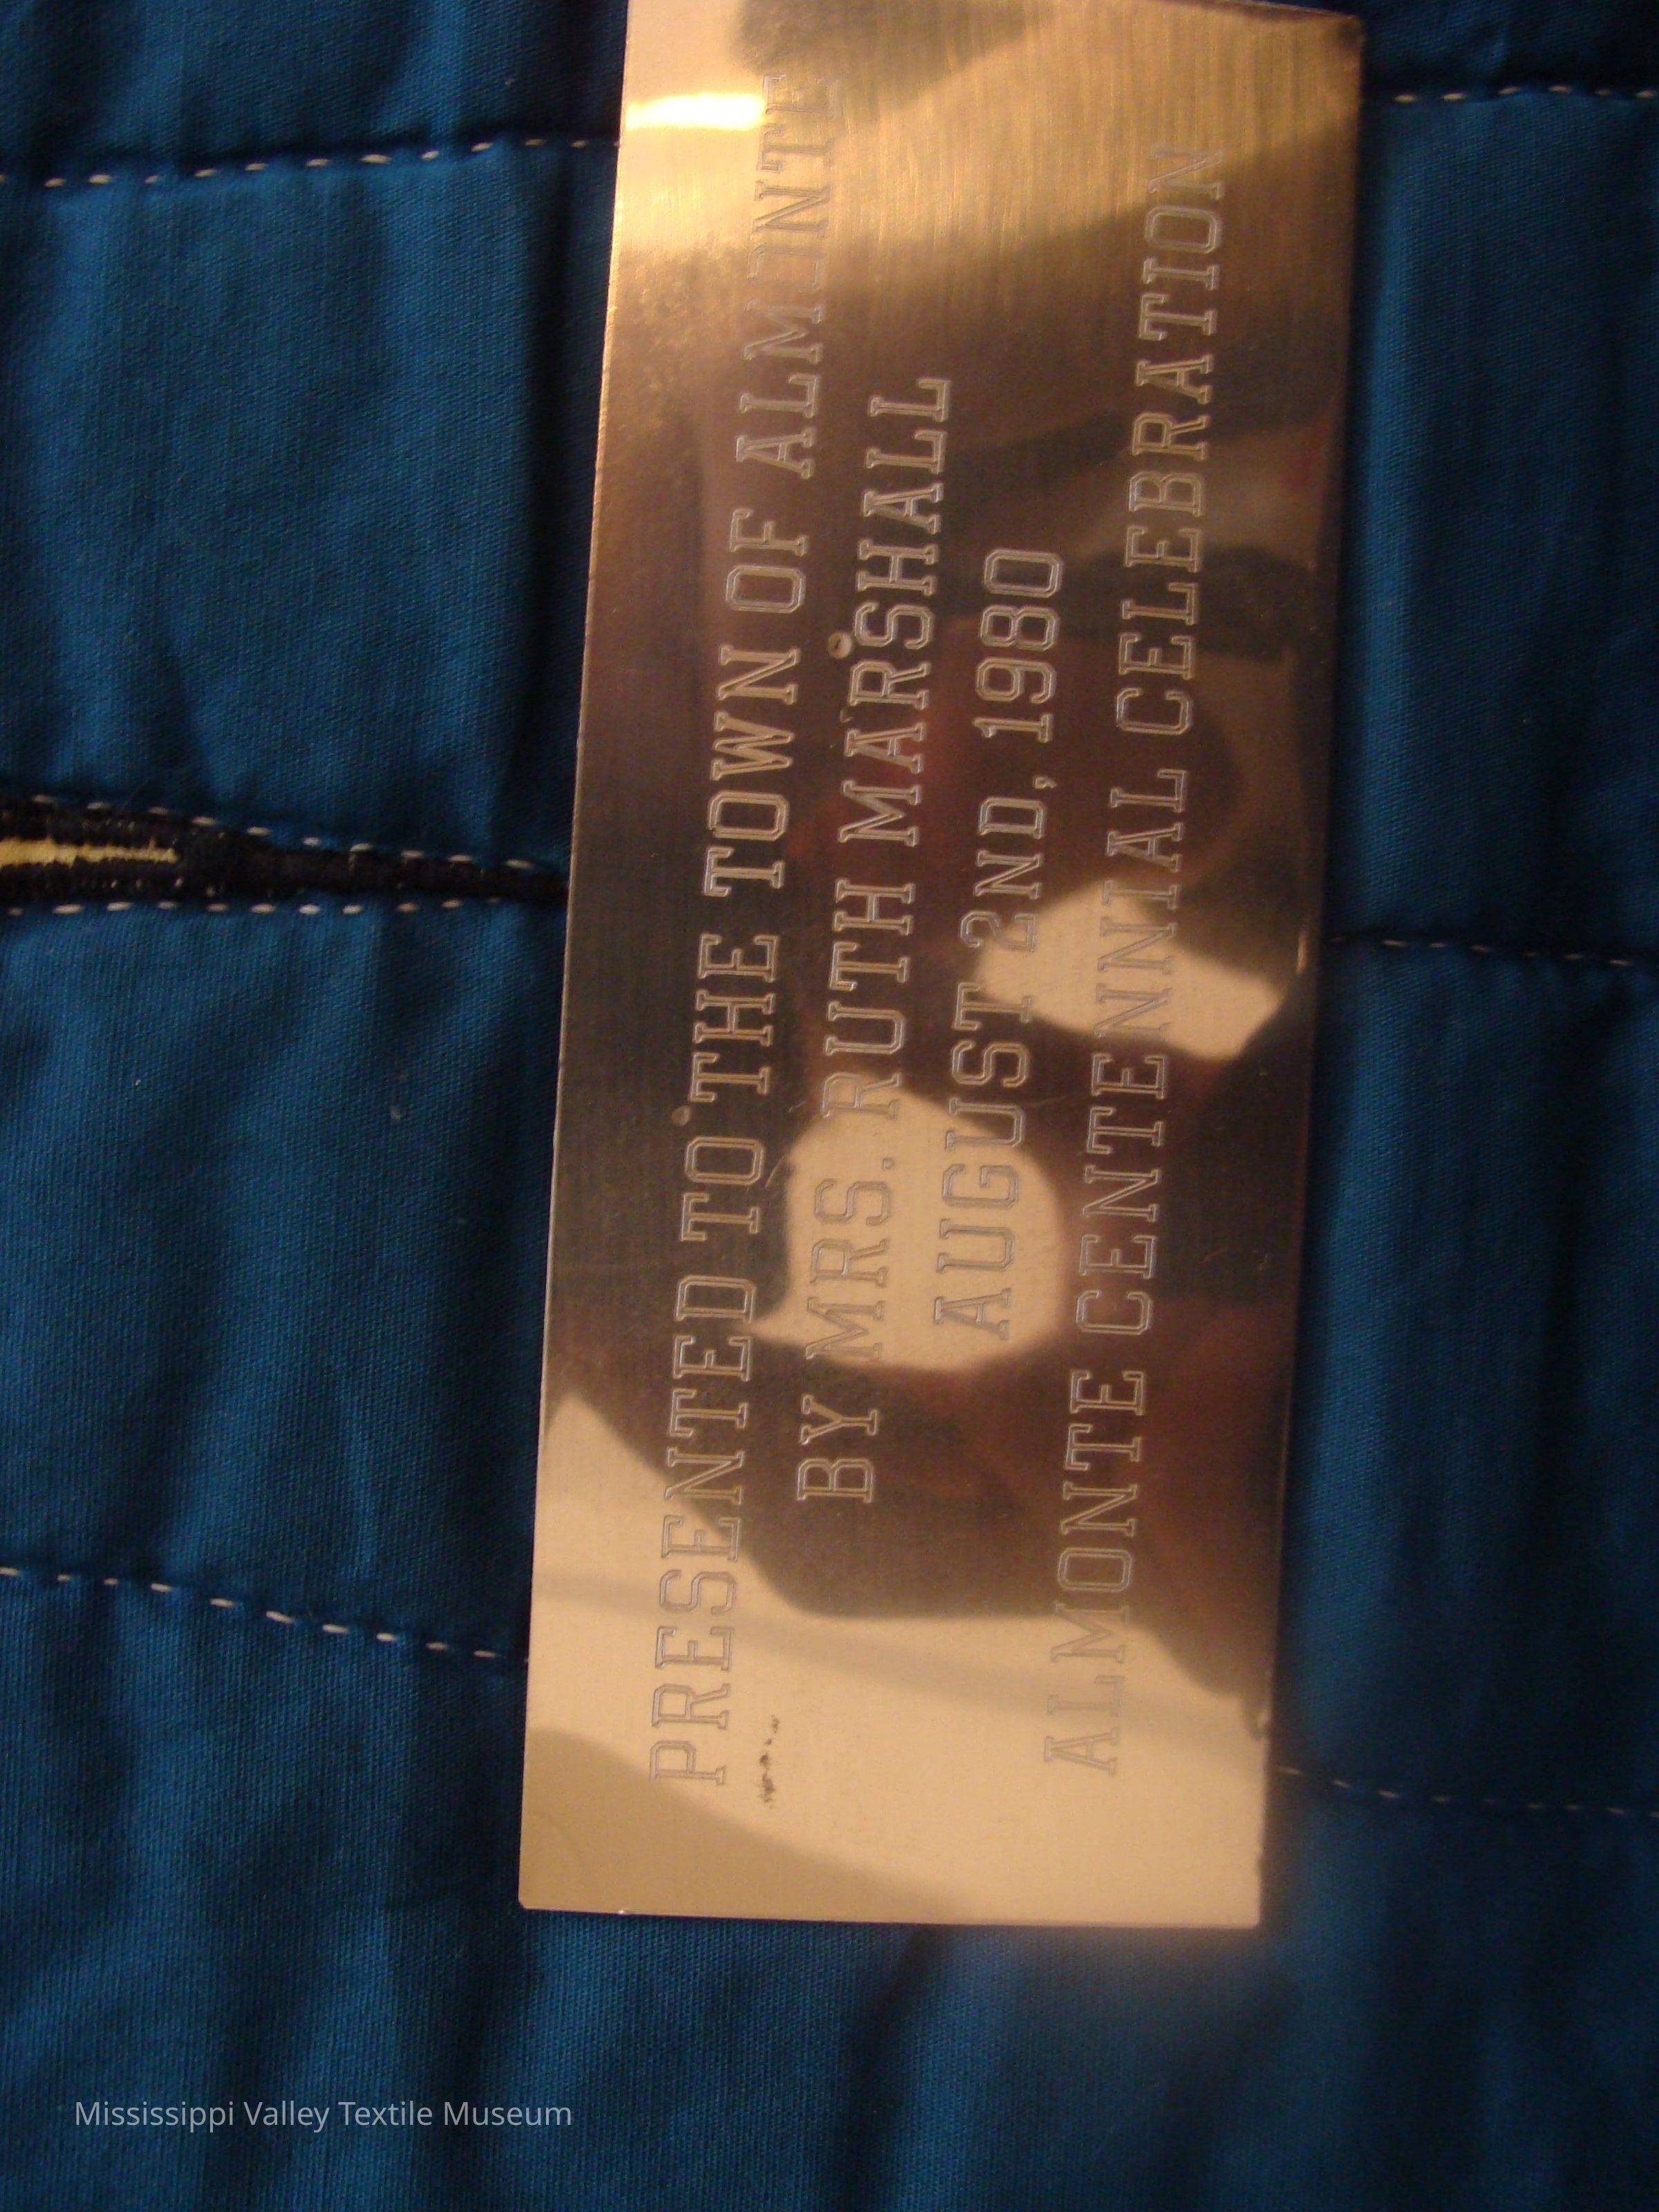 PRESENTED TO THE TOWN OF ALMONTE
BY MRS. RUTH MARSHALL
AUGUST 2ND, 1980
ALMONTE CENTENNIAL CELEBRATION
Mississippi Valley Textile Museum